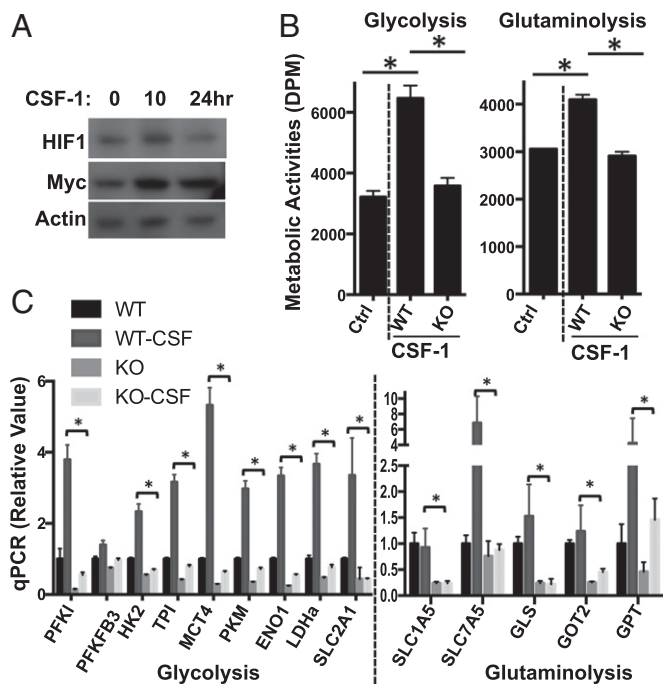 A
CSF-1: 0 10 24hr
HIF1
Myc
Actin
B
Glycolysis
Glutaminolysis
*
*
*
*
Metabolic Activities (DPM)
6000
4000
2000
0
4000
3000
2000
1000
0
Ctrl
WT
KO
CSF-1
Ctrl
WT
KO
CSF-1
C
WT
WT-CSF
KO
KO-CSF
qPCR (Relative Value)
6
4
2
0
*
*
*
*
*
*
*
*
PFKI
PFKFB3
HK2
TPI
MCT4
PKM
ENO1
LDHa
SLC2A1
Glycolysis
10
8
6
4
2.0
1.5
1.0
0.5
0.0
*
*
*
*
*
SLC1A5
SLC7A5
GLS
GOT2
GPT
Glutaminolysis